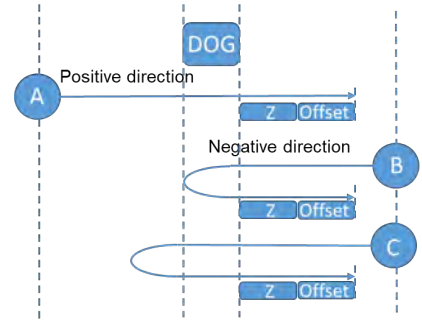 DOG
Positive direction
A
Z Offset
Negative direction
B
Z Offset
C
Z Offset